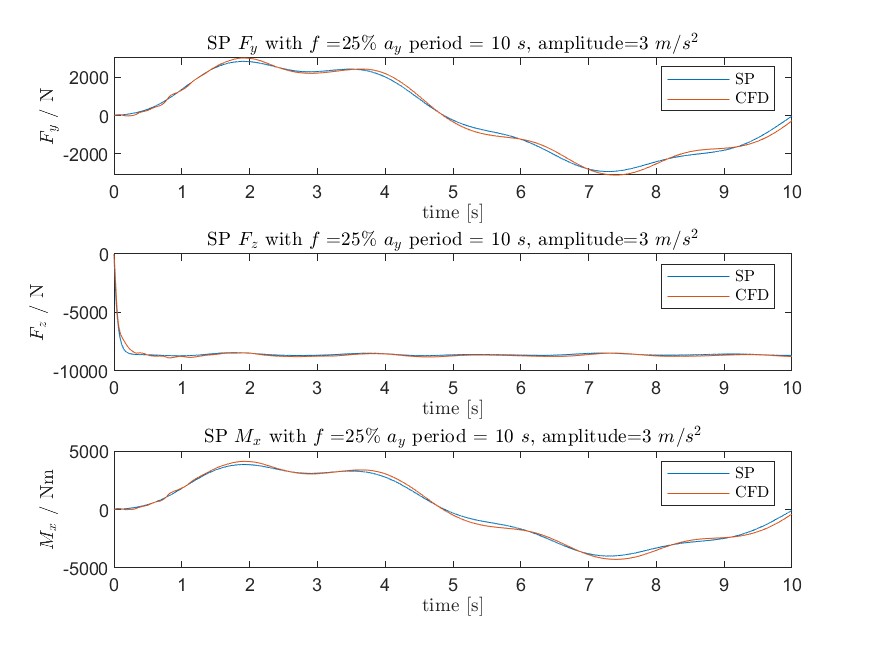 SP F_y with f =25% a_y period = 10 s, amplitude=3 m/s^2
2000
0
-2000
F_y / N
SP
CFD
0 1 2 3 4 5 6 7 8 9 10
time [s]
SP F_z with f =25% a_y period = 10 s, amplitude=3 m/s^2
0
-5000
-10000
F_z / N
SP
CFD
0 1 2 3 4 5 6 7 8 9 10
time [s]
SP M_x with f =25% a_y period = 10 s, amplitude=3 m/s^2
5000
0
-5000
M_x / Nm
SP
CFD
0 1 2 3 4 5 6 7 8 9 10
time [s]